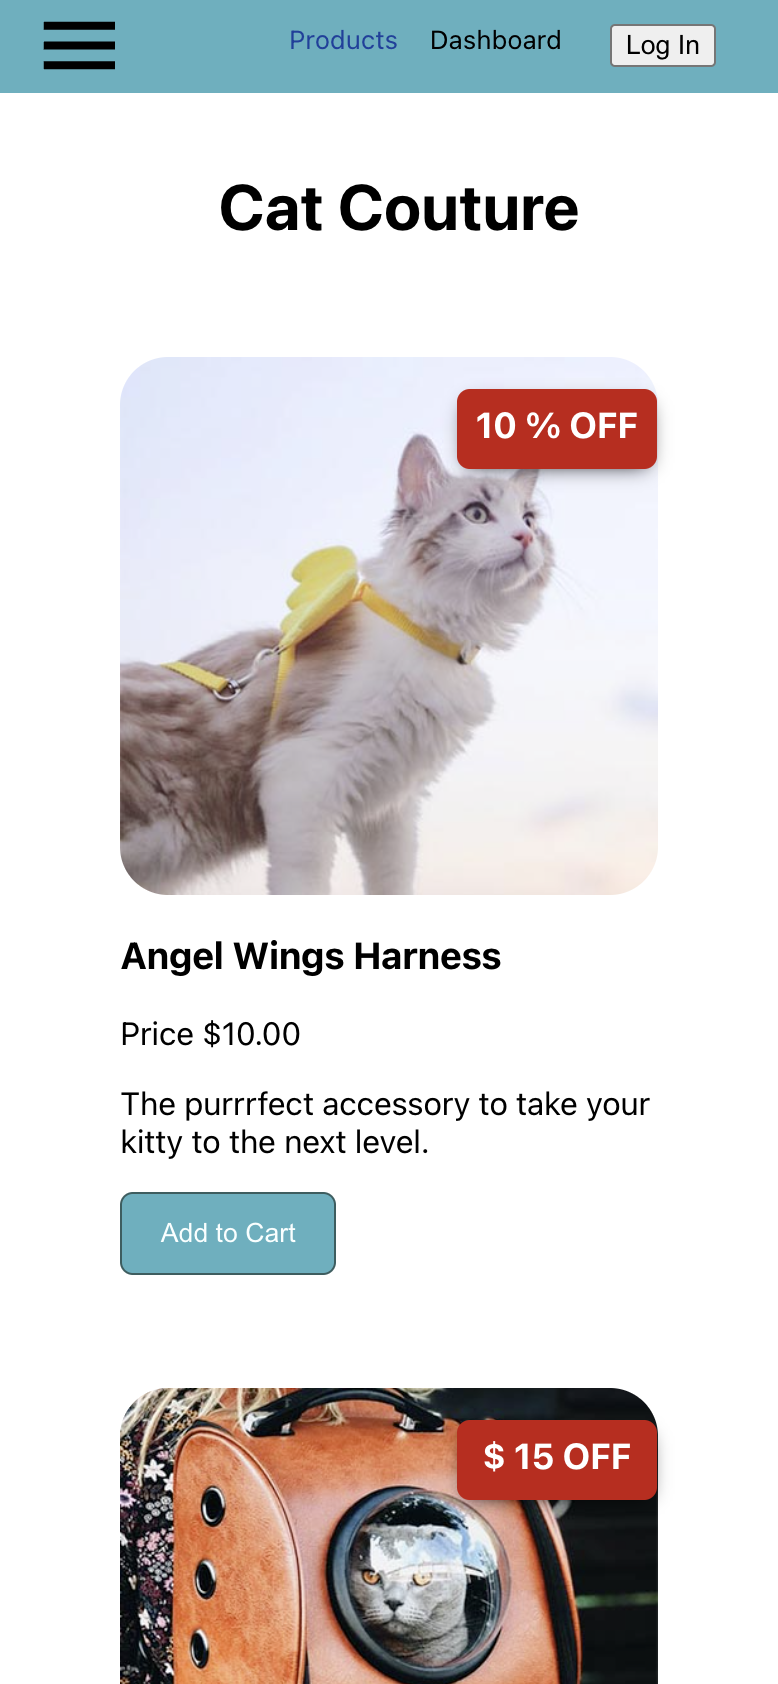 Products Dashboard Log In
Cat Couture
10 % OFF
Angel Wings Harness
Price $10.00
The purrrfect accessory to take your
kitty to the next level.
Add to Cart
$ 15 OFF